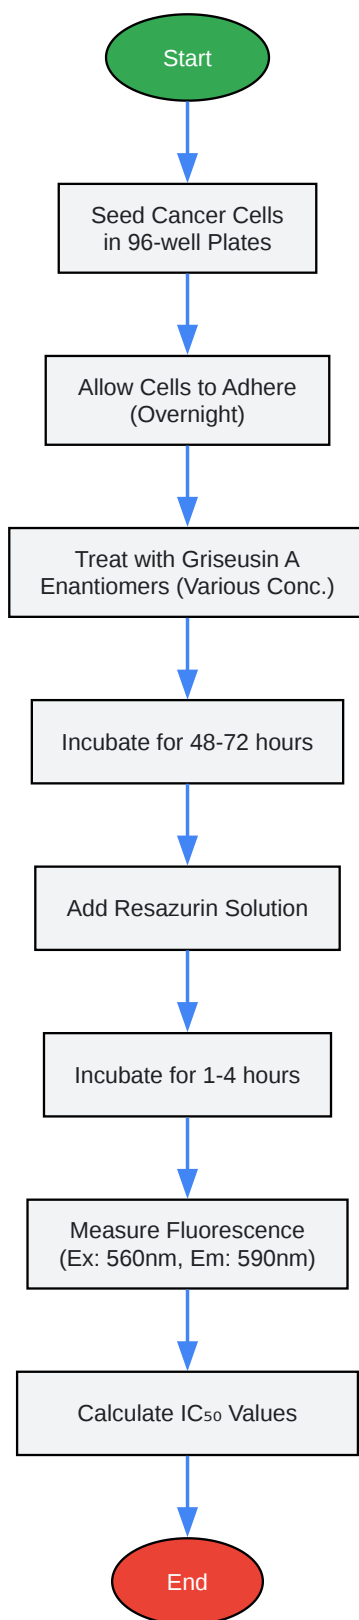 Start
Seed Cancer Cells
in 96-well Plates
Allow Cells to Adhere
(Overnight)
Treat with Griseusin A
Enantiomers (Various Conc.)
Incubate for 48-72 hours
Add Resazurin Solution
Incubate for 1-4 hours
Measure Fluorescence
(Ex: 560nm, Em: 590nm)
Calculate IC₅₀ Values
End